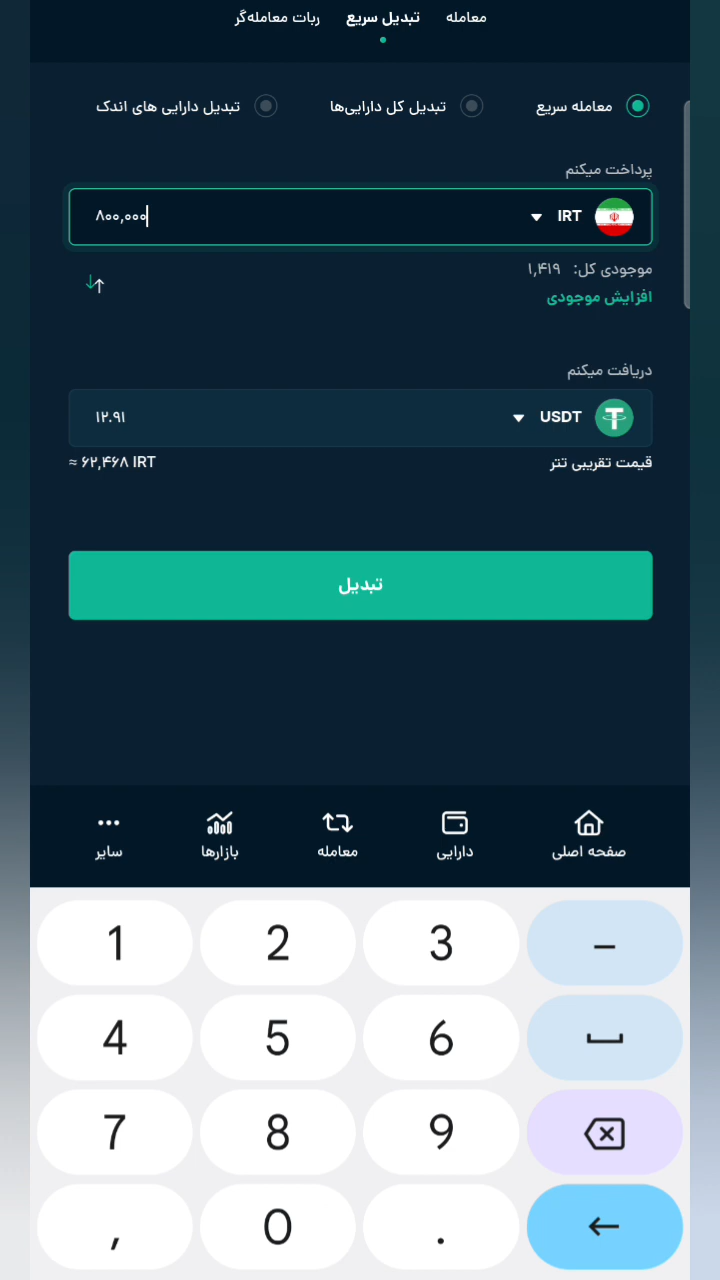 معامله تبدیل سریع ربات معامله‌گر
معامله سریع تبدیل کل دارایی‌ها تبدیل دارایی های اندک
پرداخت میکنم
IRT ۸۰۰,۰۰۰
موجودی کل: ۱,۴۱۹
افزایش موجودی
دریافت میکنم
USDT ۱۲.۹۱
قیمت تقریبی تتر ≈ ۶۲,۴۶۸ IRT
تبدیل
صفحه اصلی دارایی معامله بازارها سایر
1 2 3 –
4 5 6
7 8 9
, 0 .